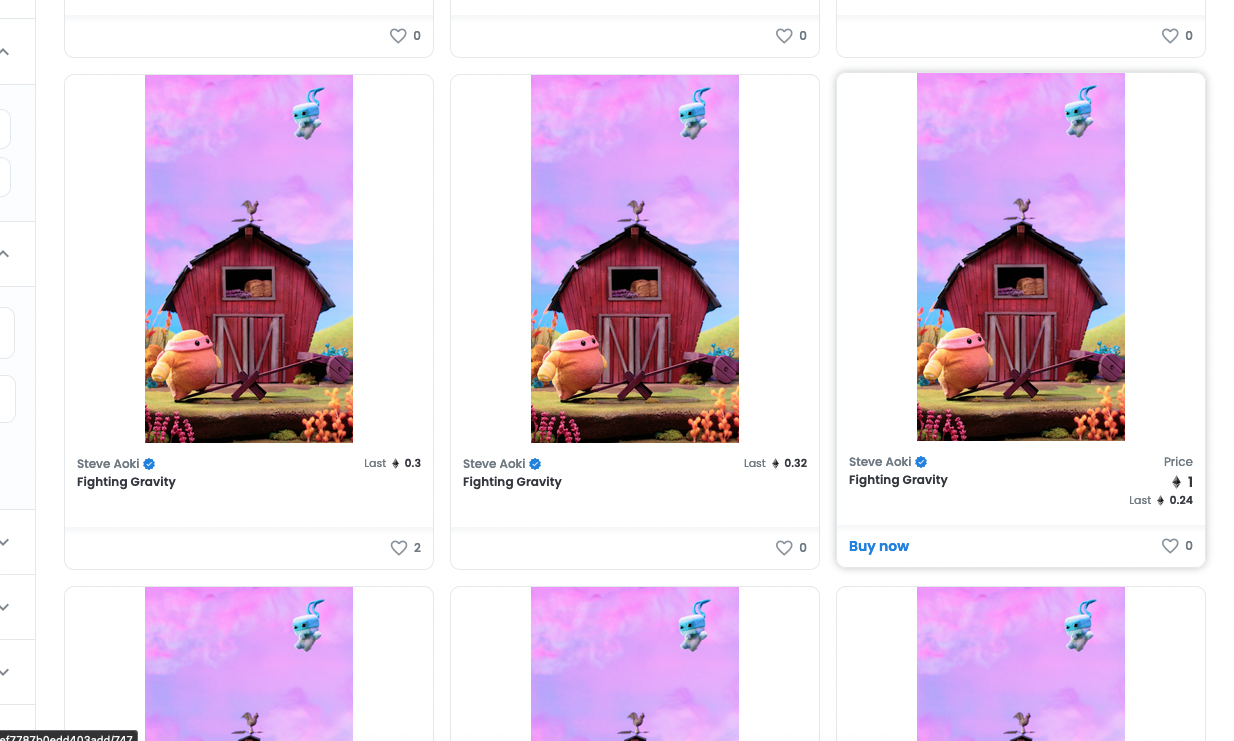 0
0
0
Steve Aoki
Last 0.3
Fighting Gravity
2
Steve Aoki
Last 0.32
Fighting Gravity
0
Steve Aoki
Price
Fighting Gravity
1
Last 0.24
Buy now
0
ef7787b0edd403add/747